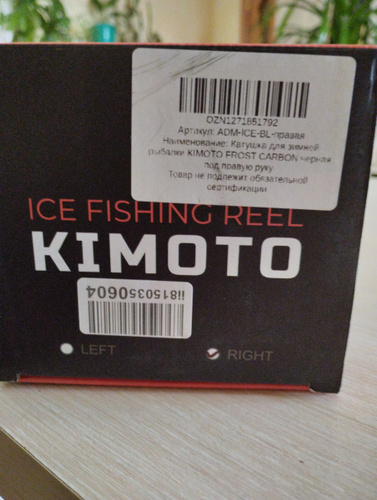 OZN1271851792
Артикул: ADM-ICE-BL-правая
Наименование: Катушка для зимней
рыбалки KIMOTO FROST CARBON черная
под правую руку
Товар не подлежит обязательной
сертификации
ICE FISHING REEL
KIMOTO
ii8150350604
LEFT
RIGHT